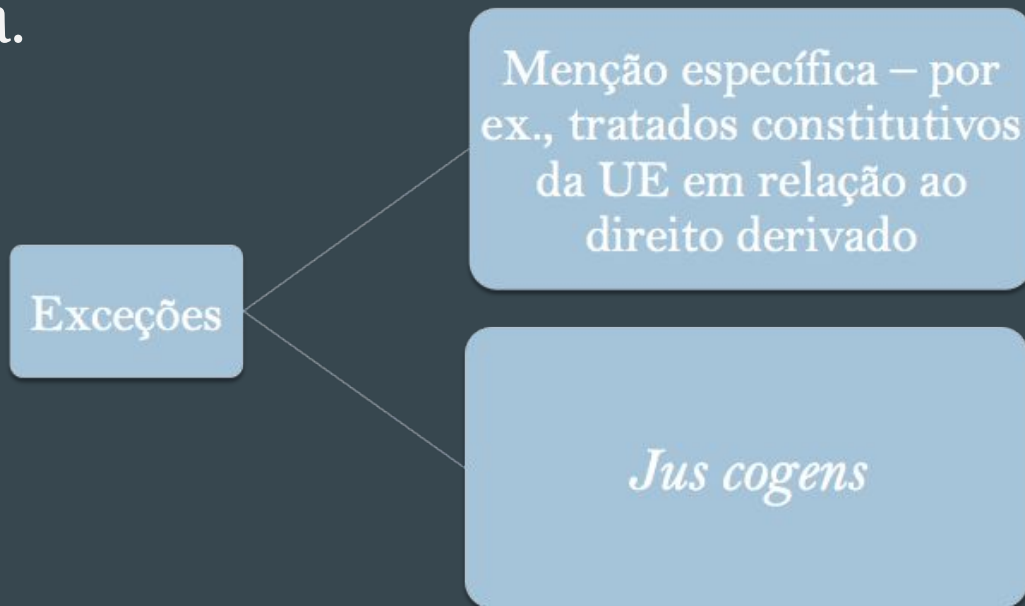 Menção específica – por
ex., tratados constitutivos
da UE em relação ao
direito derivado
Exceções
Jus cogens